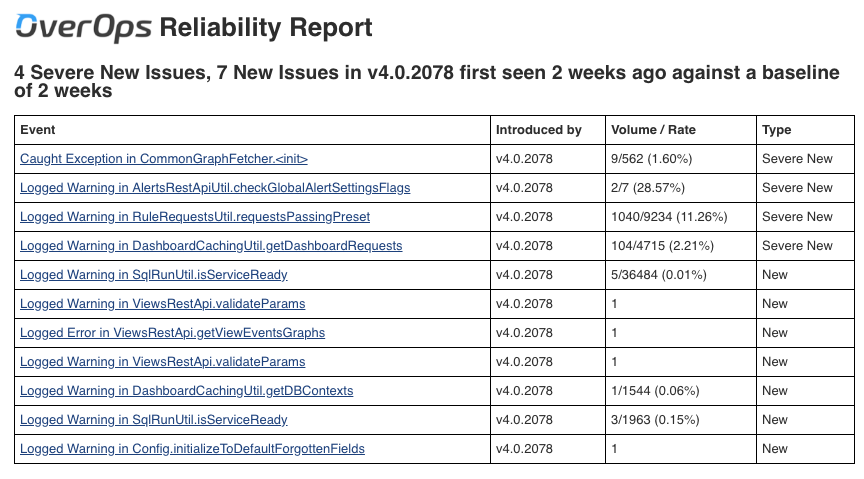 OverOps Reliability Report
4 Severe New Issues, 7 New Issues in v4.0.2078 first seen 2 weeks ago against a baseline
of 2 weeks
Event Introduced by Volume / Rate Type
Caught Exception in CommonGraphFetcher.<init> v4.0.2078 9/562 (1.60%) Severe New
Logged Warning in AlertsRestApiUtil.checkGlobalAlertSettingsFlags v4.0.2078 2/7 (28.57%) Severe New
Logged Warning in RuleRequestsUtil.requestsPassingPreset v4.0.2078 1040/9234 (11.26%) Severe New
Logged Warning in DashboardCachingUtil.getDashboardRequests v4.0.2078 104/4715 (2.21%) Severe New
Logged Warning in SqlRunUtil.isServiceReady v4.0.2078 5/36484 (0.01%) New
Logged Warning in ViewsRestApi.validateParams v4.0.2078 1 New
Logged Error in ViewsRestApi.getViewEventsGraphs v4.0.2078 1 New
Logged Warning in ViewsRestApi.validateParams v4.0.2078 1 New
Logged Warning in DashboardCachingUtil.getDBContexts v4.0.2078 1/1544 (0.06%) New
Logged Warning in SqlRunUtil.isServiceReady v4.0.2078 3/1963 (0.15%) New
Logged Warning in Config.initializeToDefaultForgottenFields v4.0.2078 1 New